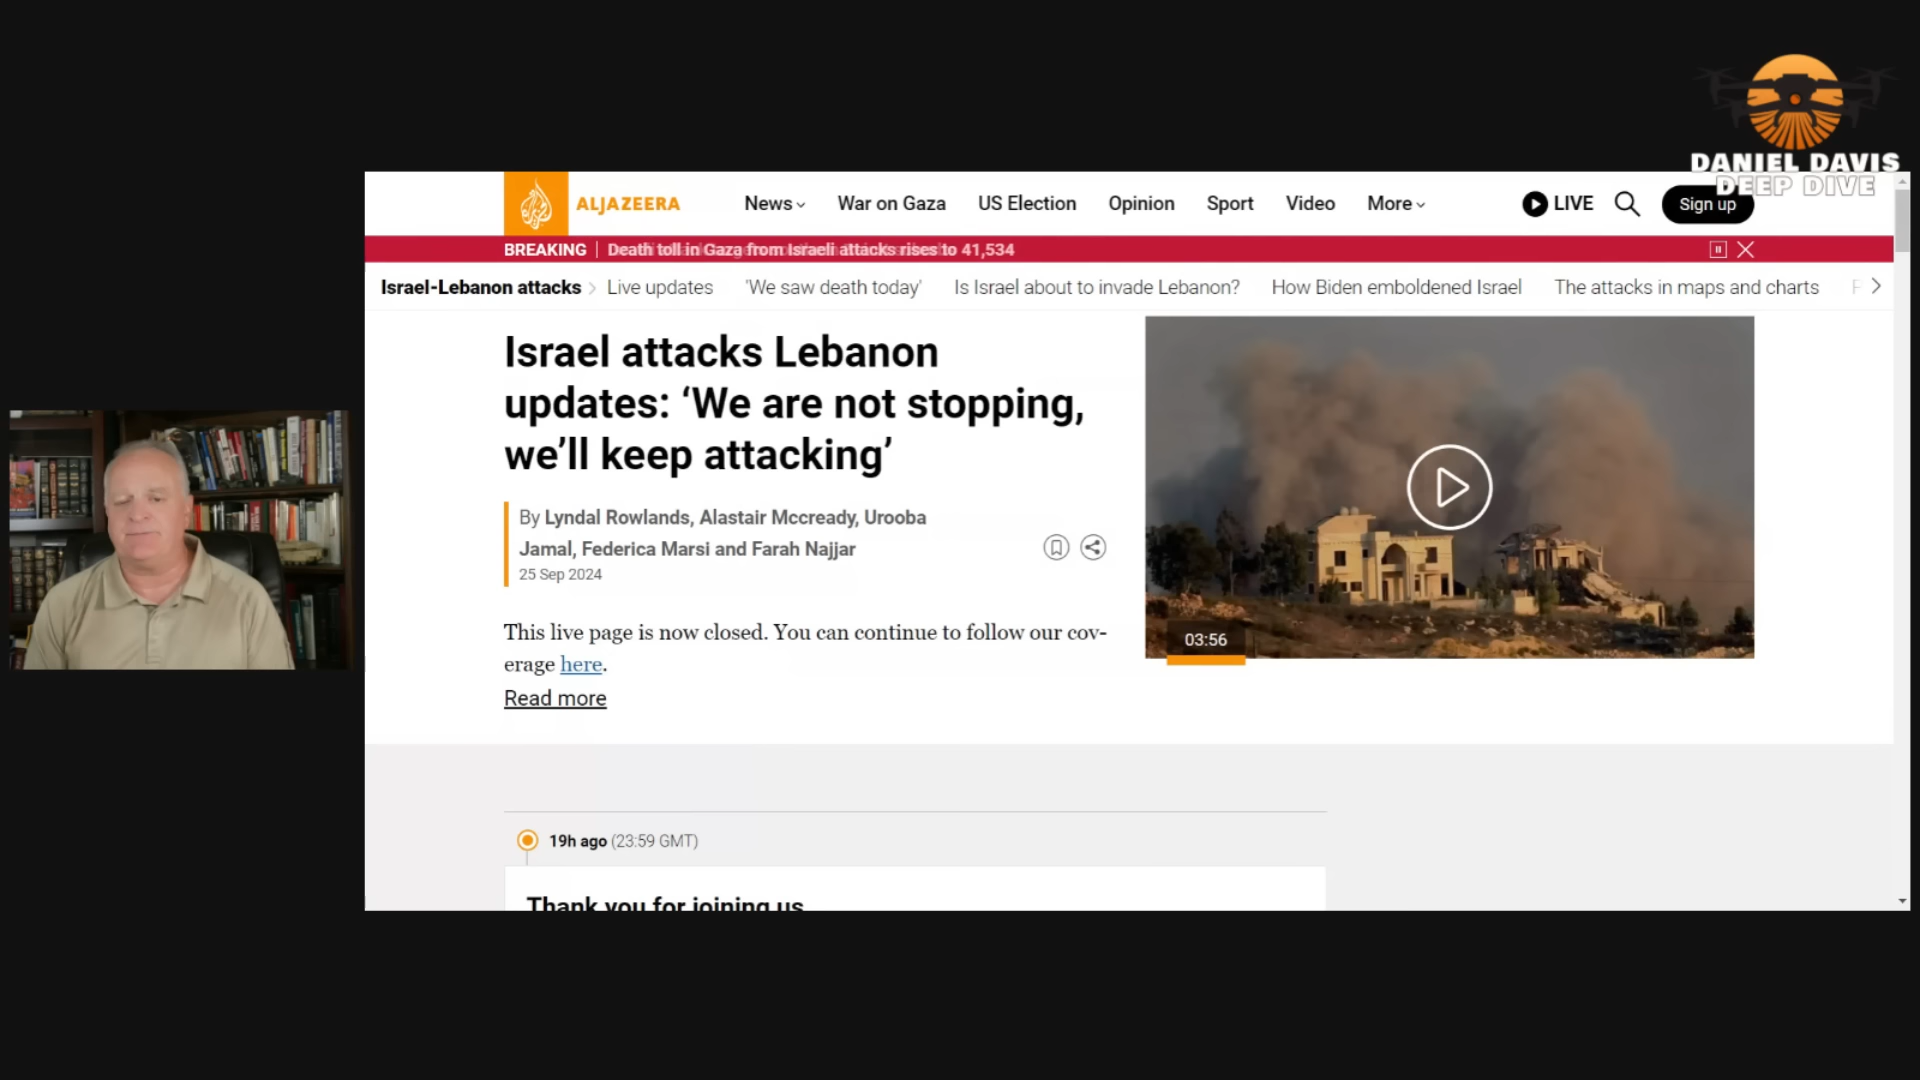 DANIEL DAVIS
DEEP DIVE
ALJAZEERA
News
War on Gaza
US Election
Opinion
Sport
Video
More
LIVE
Sign up
BREAKING
Death toll in Gaza from Israeli attacks rises to 41,534
Israel-Lebanon attacks
Live updates
'We saw death today'
Is Israel about to invade Lebanon?
How Biden emboldened Israel
The attacks in maps and charts
Israel attacks Lebanon
updates: ‘We are not stopping,
we’ll keep attacking’
By Lyndal Rowlands, Alastair Mccready, Urooba
Jamal, Federica Marsi and Farah Najjar
25 Sep 2024
This live page is now closed. You can continue to follow our cov-
erage here.
Read more
03:56
19h ago (23:59 GMT)
Thank you for joining us